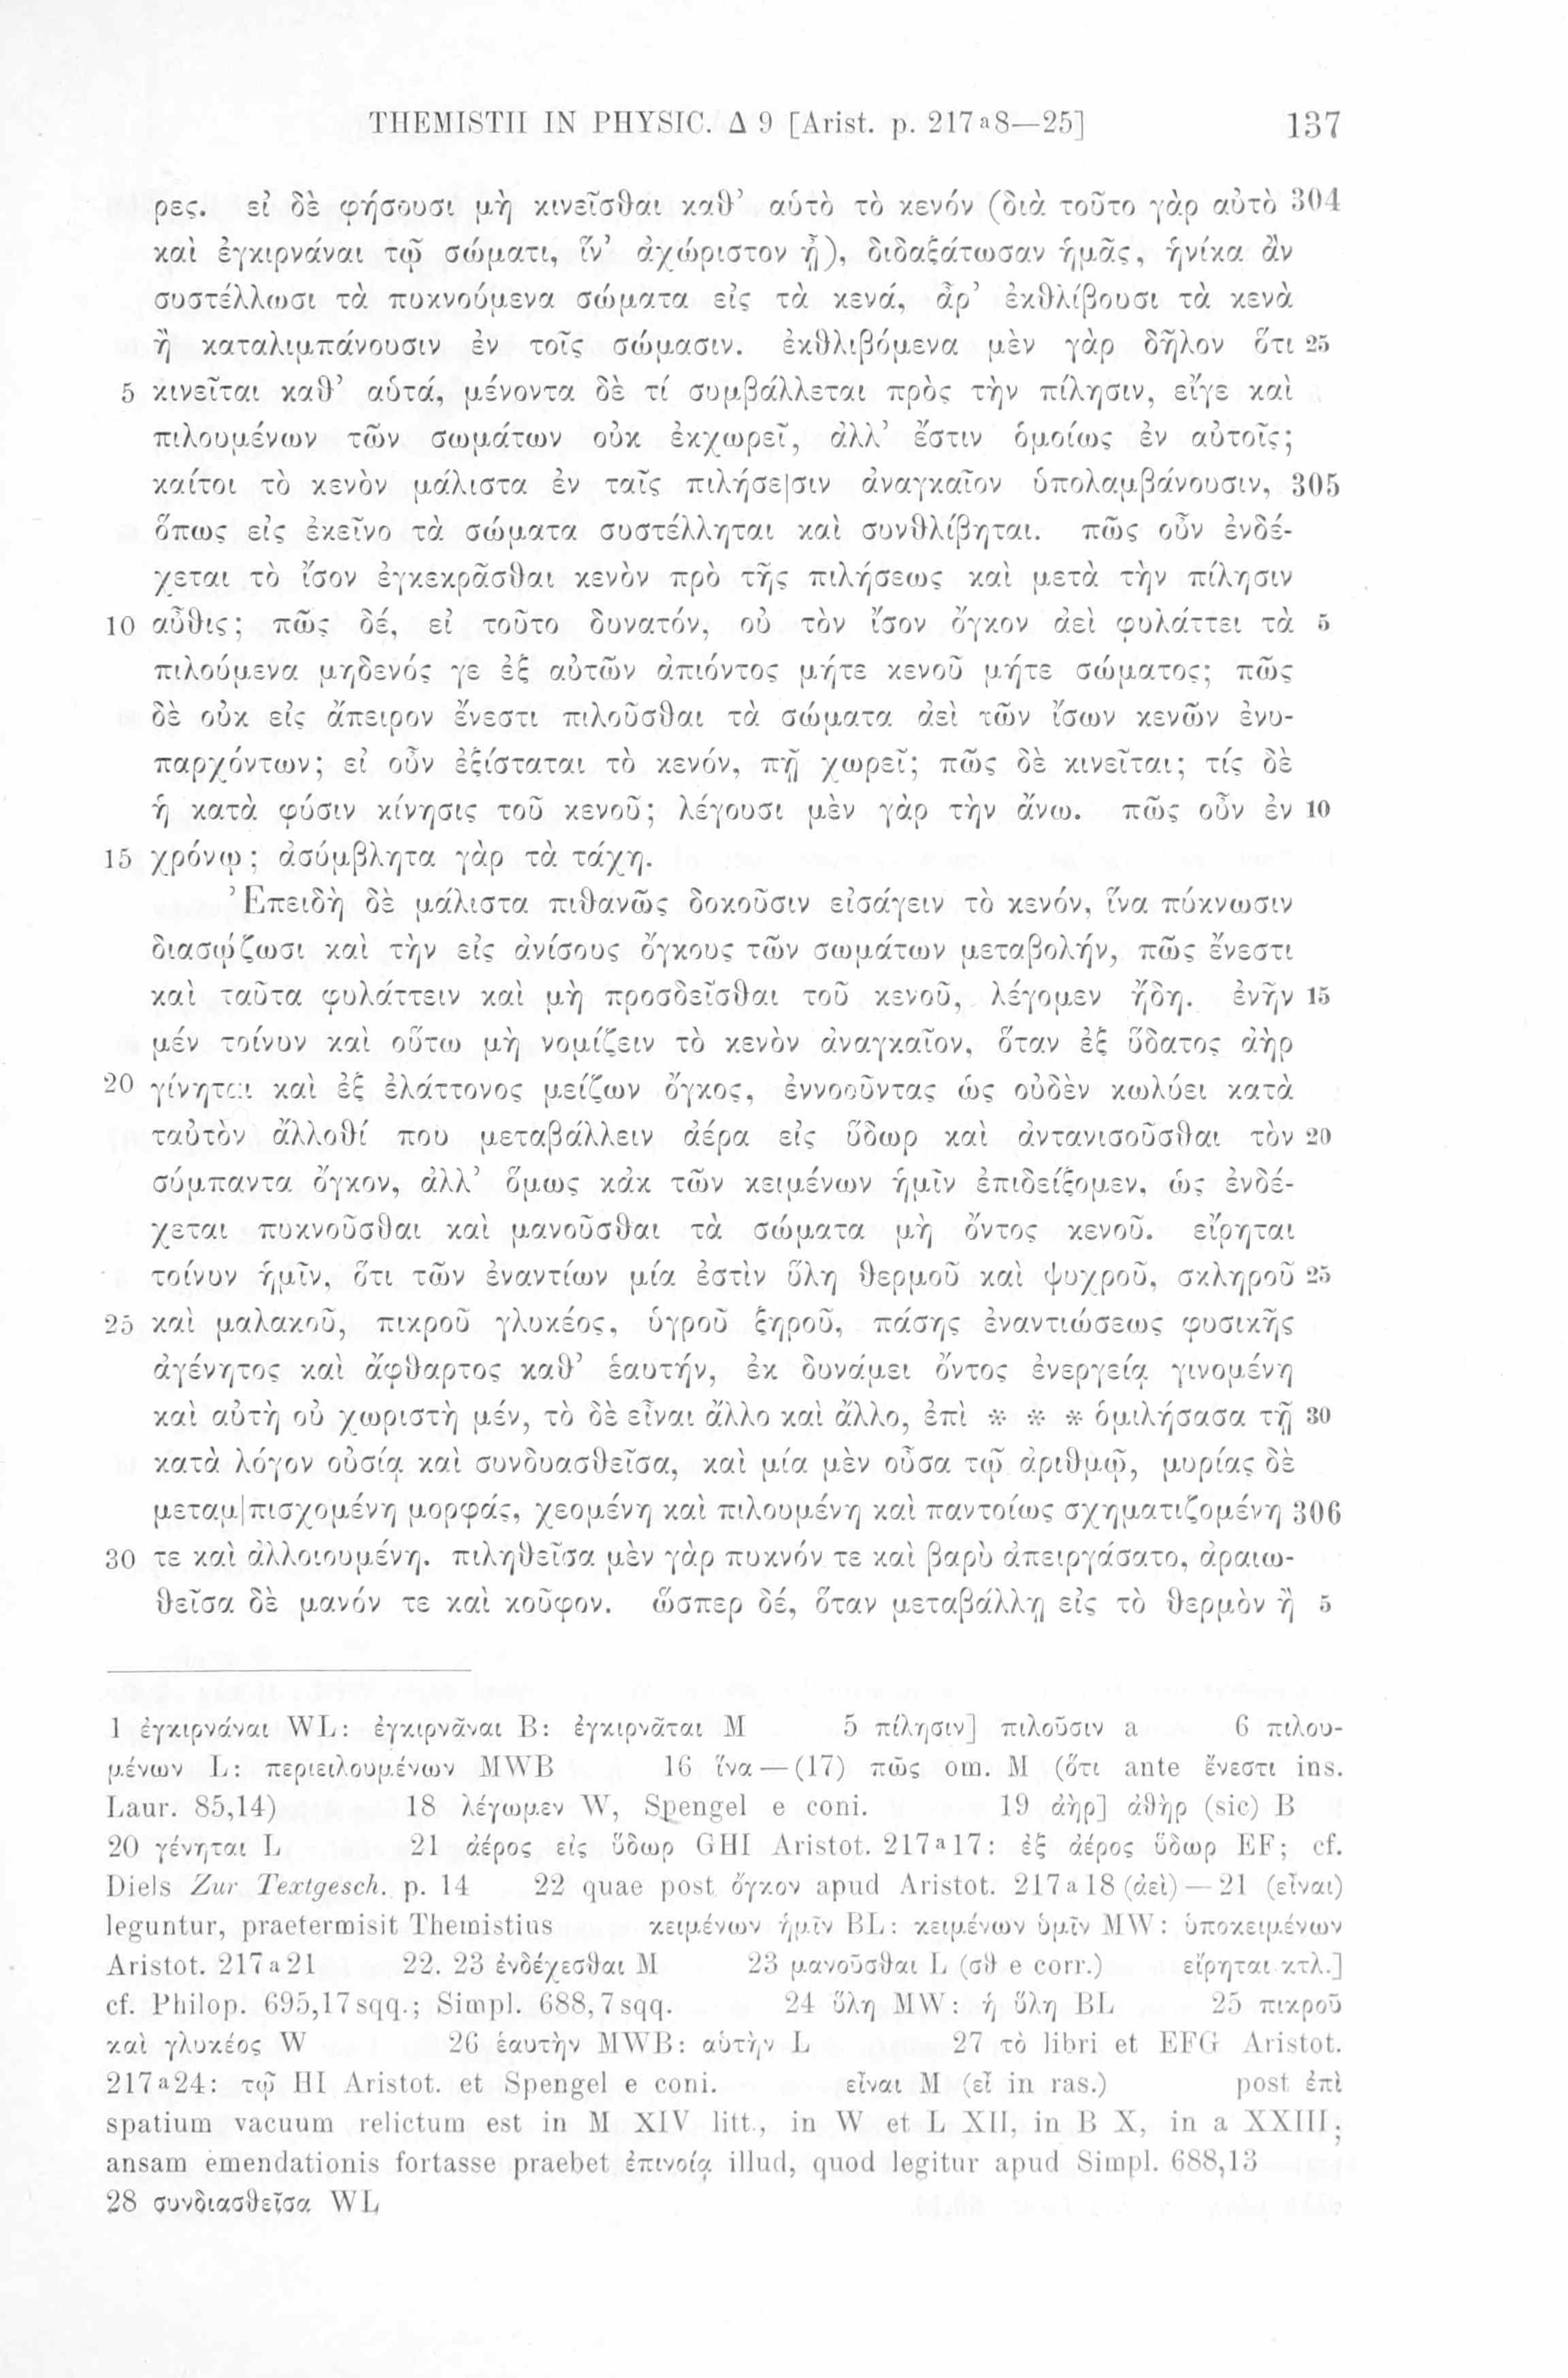 THEMISTII IN PHYSIC. Δ 9 [Arist. p. 217a8—25] 137
ρες. εἰ δὲ φήσουσι μὴ κινεῖσθαι καθ’ αὑτὸ τὸ κενόν (διὰ τοῦτο γὰρ αὐτὸ 304
καὶ ἐγκιρνάναι τῷ σώματι, ἵν’ ἀχώριστον ᾖ), διδαξάτωσαν ἡμᾶς, ἡνίκα ἂν
συστέλλωσι τὰ πυκνούμενα σώματα εἰς τὰ κενά, ἆρ’ ἐκθλίβουσι τὰ κενὰ
ἢ καταλιμπάνουσιν ἐν τοῖς σώμασιν. ἐκθλιβόμενα μὲν γὰρ δῆλον ὅτι 25
5 κινεῖται καθ’ αὑτά, μένοντα δὲ τί συμβάλλεται πρὸς τὴν πίλησιν, εἴγε καὶ
πιλουμένων τῶν σωμάτων οὐκ ἐκχωρεῖ, ἀλλ’ ἔστιν ὁμοίως ἐν αὐτοῖς;
καίτοι τὸ κενὸν μάλιστα ἐν ταῖς πιλήσε|σιν ἀναγκαῖον ὑπολαμβάνουσιν, 305
ὅπως εἰς ἐκεῖνο τὰ σώματα συστέλληται καὶ συνθλίβηται. πῶς οὖν ἐνδέ-
χεται τὸ ἴσον ἐγκεκρᾶσθαι κενὸν πρὸ τῆς πιλήσεως καὶ μετὰ τὴν πίλησιν
10 αὖθις; πῶς δέ, εἰ τοῦτο δυνατόν, οὐ τὸν ἴσον ὄγκον ἀεὶ φυλάττει τὰ 5
πιλούμενα μηδενός γε ἐξ αὐτῶν ἀπιόντος μήτε κενοῦ μήτε σώματος; πῶς
δὲ οὐκ εἰς ἄπειρον ἔνεστι πιλοῦσθαι τὰ σώματα ἀεὶ τῶν ἴσων κενῶν ἐνυ-
παρχόντων; εἰ οὖν ἐξίσταται τὸ κενόν, πῇ χωρεῖ; πῶς δὲ κινεῖται; τίς δὲ
ἡ κατὰ φύσιν κίνησις τοῦ κενοῦ; λέγουσι μὲν γὰρ τὴν ἄνω. πῶς οὖν ἐν 10
15 χρόνῳ; ἀσύμβλητα γὰρ τὰ τάχη.
Ἐπειδὴ δὲ μάλιστα πιθανῶς δοκοῦσιν εἰσάγειν τὸ κενόν, ἵνα πύκνωσιν
διασῴζωσι καὶ τὴν εἰς ἀνίσους ὄγκους τῶν σωμάτων μεταβολήν, πῶς ἔνεστι
καὶ ταῦτα φυλάττειν καὶ μὴ προσδεῖσθαι τοῦ κενοῦ, λέγομεν ἤδη. ἐνῆν 15
μέν τοίνυν καὶ οὕτω μὴ νομίζειν τὸ κενὸν ἀναγκαῖον, ὅταν ἐξ ὕδατος ἀὴρ
20 γίνηται καὶ ἐξ ἐλάττονος μείζων ὄγκος, ἐννοοῦντας ὡς οὐδὲν κωλύει κατὰ
ταὐτὸν ἄλλοθί που μεταβάλλειν ἀέρα εἰς ὕδωρ καὶ ἀντανισοῦσθαι τὸν 20
σύμπαντα ὄγκον, ἀλλ’ ὅμως κἀκ τῶν κειμένων ἡμῖν ἐπιδείξομεν, ὡς ἐνδέ-
χεται πυκνοῦσθαι καὶ μανοῦσθαι τὰ σώματα μὴ ὄντος κενοῦ. εἴρηται
τοίνυν ἡμῖν, ὅτι τῶν ἐναντίων μία ἐστὶν ὕλη θερμοῦ καὶ ψυχροῦ, σκληροῦ 25
25 καὶ μαλακοῦ, πικροῦ γλυκέος, ὑγροῦ ξηροῦ, πάσης ἐναντιώσεως φυσικῆς
ἀγένητος καὶ ἄφθαρτος καθ’ ἑαυτήν, ἐκ δυνάμει ὄντος ἐνεργείᾳ γινομένη
καὶ αὐτὴ οὐ χωριστὴ μέν, τὸ δὲ εἶναι ἄλλο καὶ ἄλλο, ἐπὶ * * * ὁμιλήσασα τῇ 30
κατὰ λόγον οὐσίᾳ καὶ συνδυασθεῖσα, καὶ μία μὲν οὖσα τῷ ἀριθμῷ, μυρίας δὲ
μεταμ|πισχομένη μορφάς, χεομένη καὶ πιλουμένη καὶ παντοίως σχηματιζομένη 306
30 τε καὶ ἀλλοιουμένη. πιληθεῖσα μὲν γὰρ πυκνόν τε καὶ βαρὺ ἀπειργάσατο, ἀραιω-
θεῖσα δὲ μανόν τε καὶ κοῦφον. ὥσπερ δέ, ὅταν μεταβάλλῃ εἰς τὸ θερμὸν ἢ 5
1 ἐγκιρνάναι WL: ἐγκιρνᾶναι B: ἐγκιρνᾶται M 5 πίλησιν] πιλοῦσιν a 6 πιλου-
μένων L: περιειλουμένων MWB 16 ἵνα — (17) πῶς om. M (ὅτι ante ἔνεστι ins.
Laur. 85,14) 18 λέγωμεν W, Spengel e coni. 19 ἀὴρ] ἀθὴρ (sic) B
20 γένηται L 21 ἀέρος εἰς ὕδωρ GHI Aristot. 217a17: ἐξ ἀέρος ὕδωρ EF; cf.
Diels Zur Textgesch. p. 14 22 quae post ὄγκον apud Aristot. 217a18 (ἀεὶ) — 21 (εἶναι)
leguntur, praetermisit Themistius κειμένων ἡμῖν BL: κειμένων ὑμῖν MW: ὑποκειμένων
Aristot. 217a21 22. 23 ἐνδέχεσθαι M 23 μανοῦσθαι L (σθ e corr.) εἴρηται κτλ.]
cf. Philop. 695,17sqq.; Simpl. 688,7sqq. 24 ὕλη MW: ἡ ὕλη BL 25 πικροῦ
καὶ γλυκέος W 26 ἑαυτὴν MWB: αὑτὴν L 27 τὸ libri et EFG Aristot.
217a24: τῷ HI Aristot. et Spengel e coni. εἶναι M (εἶ in ras.) post ἐπὶ
spatium vacuum relictum est in M XIV litt., in W et L XII, in B X, in a XXIII;
ansam emendationis fortasse praebet ἐπινοίᾳ illud, quod legitur apud Simpl. 688,13
28 συνδιασθεῖσα WL